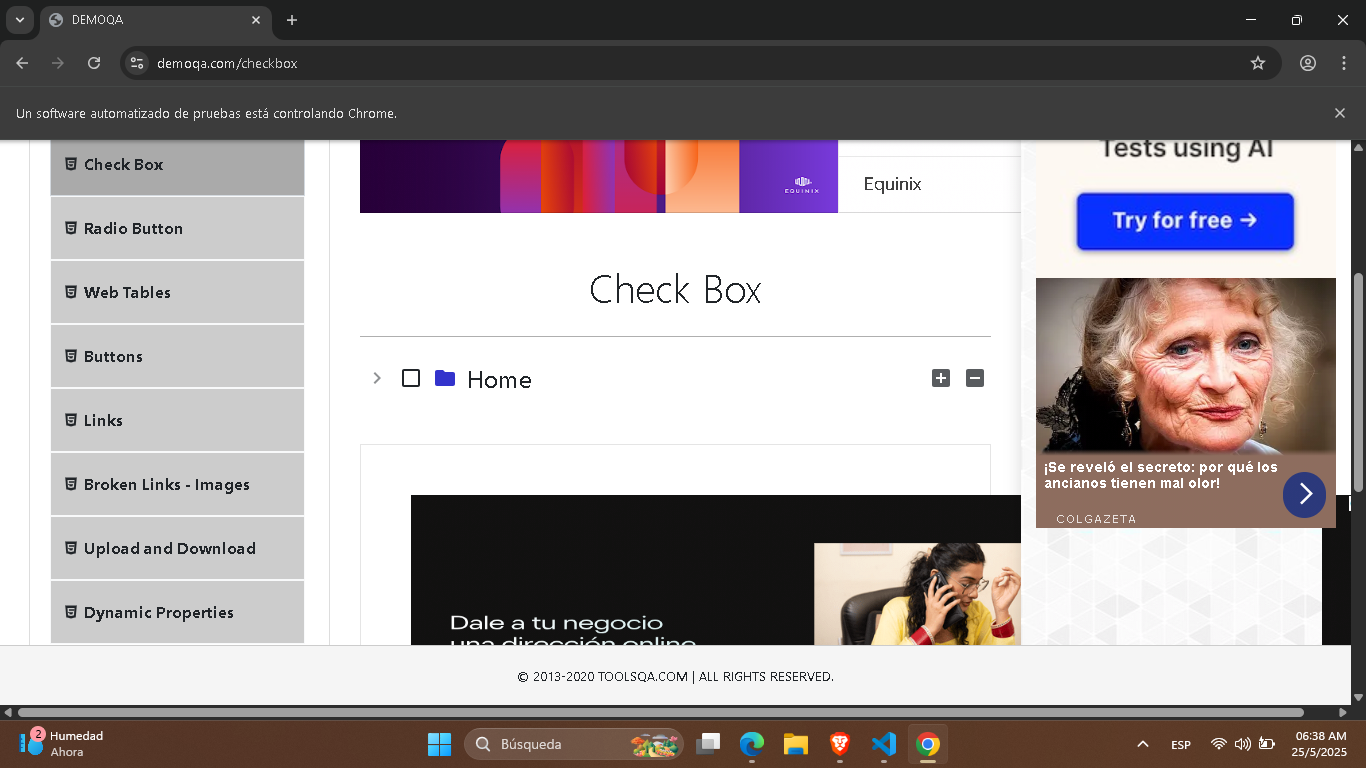 DEMOQA
demoqa.com/checkbox
Un software automatizado de pruebas está controlando Chrome.
Check Box
Radio Button
Web Tables
Buttons
Links
Broken Links - Images
Upload and Download
Dynamic Properties
EQUINIX
Equinix
Check Box
Home
Dale a tu negocio
una dirección online
Tests using AI
Try for free →
¡Se reveló el secreto: por qué los
ancianos tienen mal olor!
COLGAZETA
© 2013-2020 TOOLSQA.COM | ALL RIGHTS RESERVED.
2
Humedad
Ahora
Búsqueda
ESP
06:38 AM
25/5/2025